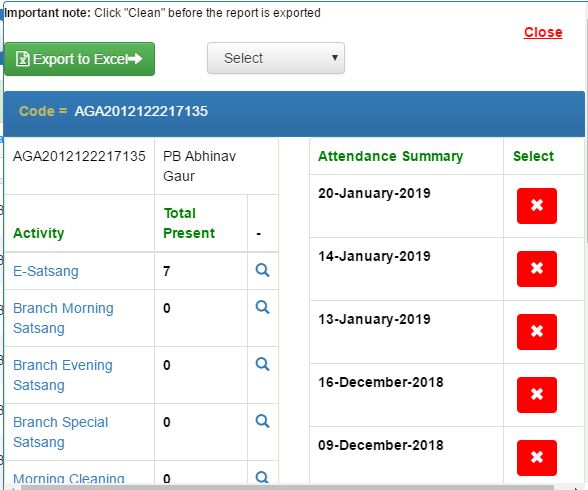 Important note: Click "Clean" before the report is exported
Close
Export to Excel
Select
Code = AGA2012122217135
AGA2012122217135
PB Abhinav
Gaur
Activity
Total
Present
-
E-Satsang
7
Branch Morning
Satsang
0
Branch Evening
Satsang
0
Branch Special
Satsang
0
Morning Cleaning
0
Attendance Summary
Select
20-January-2019
14-January-2019
13-January-2019
16-December-2018
09-December-2018